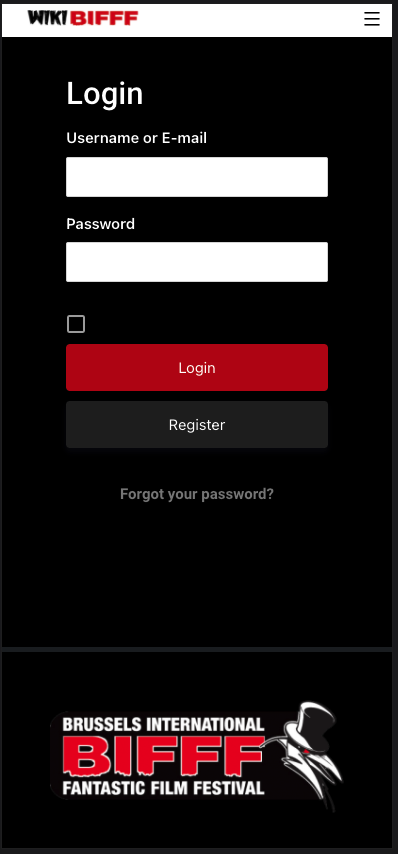 WIKI BIFFF
Login
Username or E-mail
Password
Login
Register
Forgot your password?
BRUSSELS INTERNATIONAL
BIFFF
FANTASTIC FILM FESTIVAL